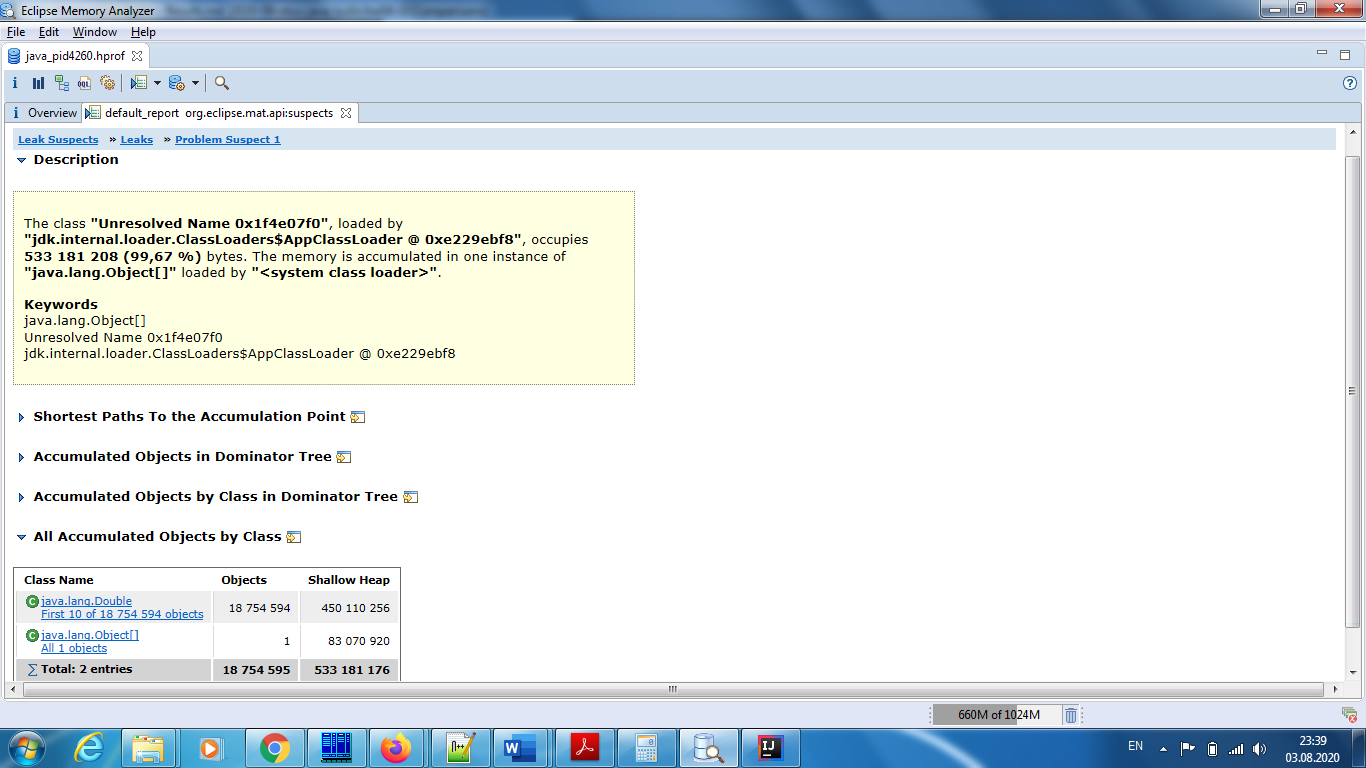 Eclipse Memory Analyzer
File Edit Window Help
java_pid4260.hprof
i OQL
i Overview default_report org.eclipse.mat.api:suspects
Leak Suspects » Leaks » Problem Suspect 1
Description
The class "Unresolved Name 0x1f4e07f0", loaded by
"jdk.internal.loader.ClassLoaders$AppClassLoader @ 0xe229ebf8", occupies
533 181 208 (99,67 %) bytes. The memory is accumulated in one instance of
"java.lang.Object[]" loaded by "<system class loader>".
Keywords
java.lang.Object[]
Unresolved Name 0x1f4e07f0
jdk.internal.loader.ClassLoaders$AppClassLoader @ 0xe229ebf8
Shortest Paths To the Accumulation Point
Accumulated Objects in Dominator Tree
Accumulated Objects by Class in Dominator Tree
All Accumulated Objects by Class
Class Name Objects Shallow Heap
C java.lang.Double
First 10 of 18 754 594 objects 18 754 594 450 110 256
C java.lang.Object[]
All 1 objects 1 83 070 920
∑ Total: 2 entries 18 754 595 533 181 176
660M of 1024M
EN 23:39
03.08.2020